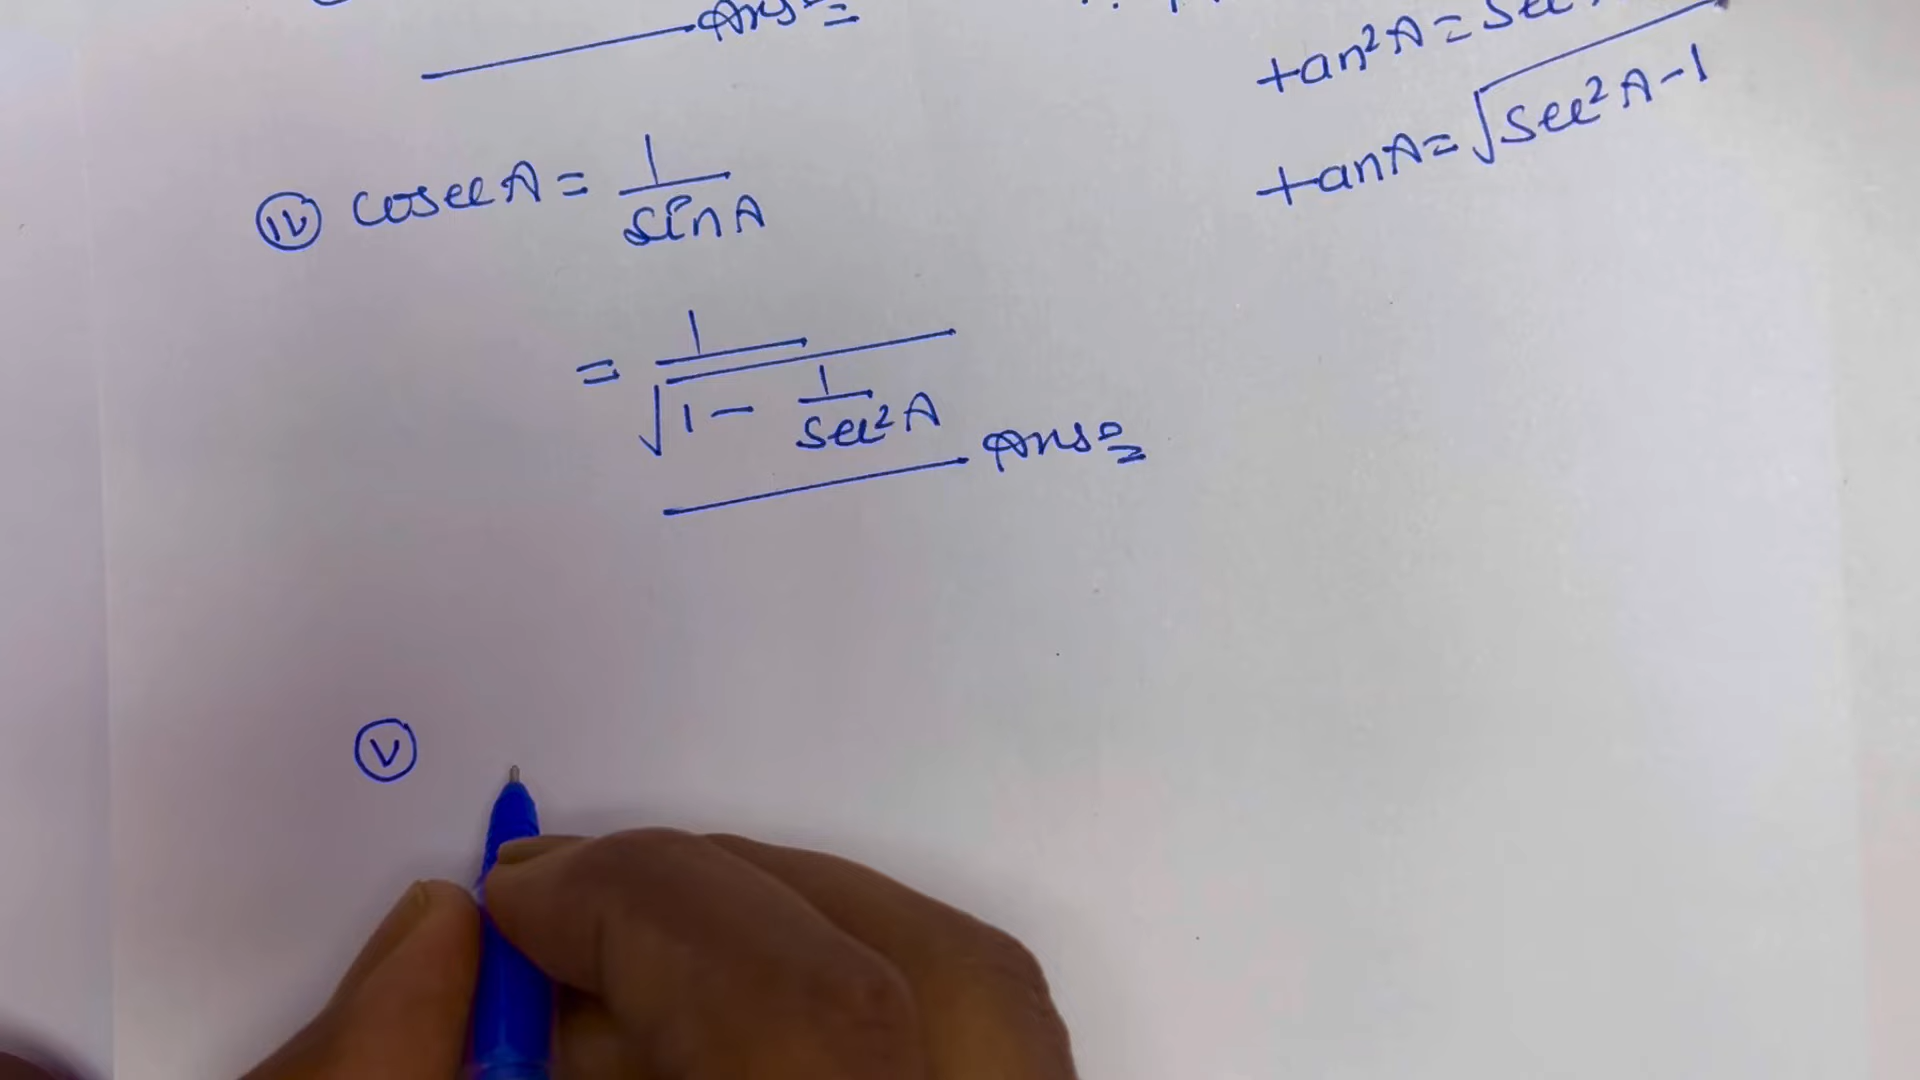 Ans
tan²A = Sec
tanA = √Sec²A-1
(iv) cosecA = 1/sinA
= 1/√1 - 1/Sec²A
Ans
(v)